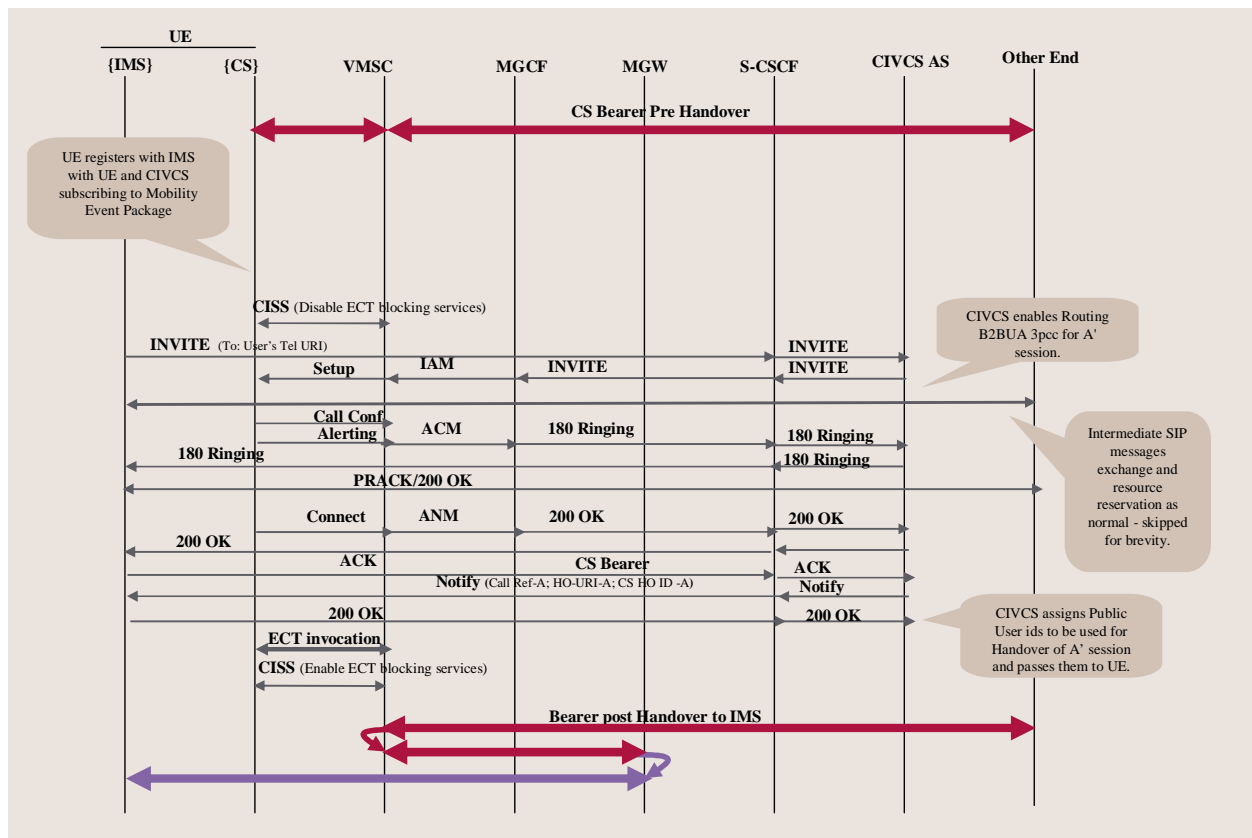 UE
{IMS}
{CS}
VMSC
MGCF
MGW
S-CSCF
CIVCS AS
Other End
CS Bearer Pre Handover
UE registers with IMS
with UE and CIVCS
subscribing to Mobility
Event Package
CISS (Disable ECT blocking services)
CIVCS enables Routing
B2BUA 3pcc for A'
session.
INVITE (To: User's Tel URI)
INVITE
Setup
IAM
INVITE
INVITE
Call Conf
Alerting
ACM
180 Ringing
180 Ringing
180 Ringing
180 Ringing
Intermediate SIP
messages
exchange and
resource
reservation as
normal - skipped
for brevity.
PRACK/200 OK
Connect
ANM
200 OK
200 OK
200 OK
ACK
CS Bearer
ACK
Notify (Call Ref-A; HO-URI-A; CS HO ID -A)
Notify
200 OK
200 OK
CIVCS assigns Public
User ids to be used for
Handover of A’ session
and passes them to UE.
ECT invocation
CISS (Enable ECT blocking services)
Bearer post Handover to IMS